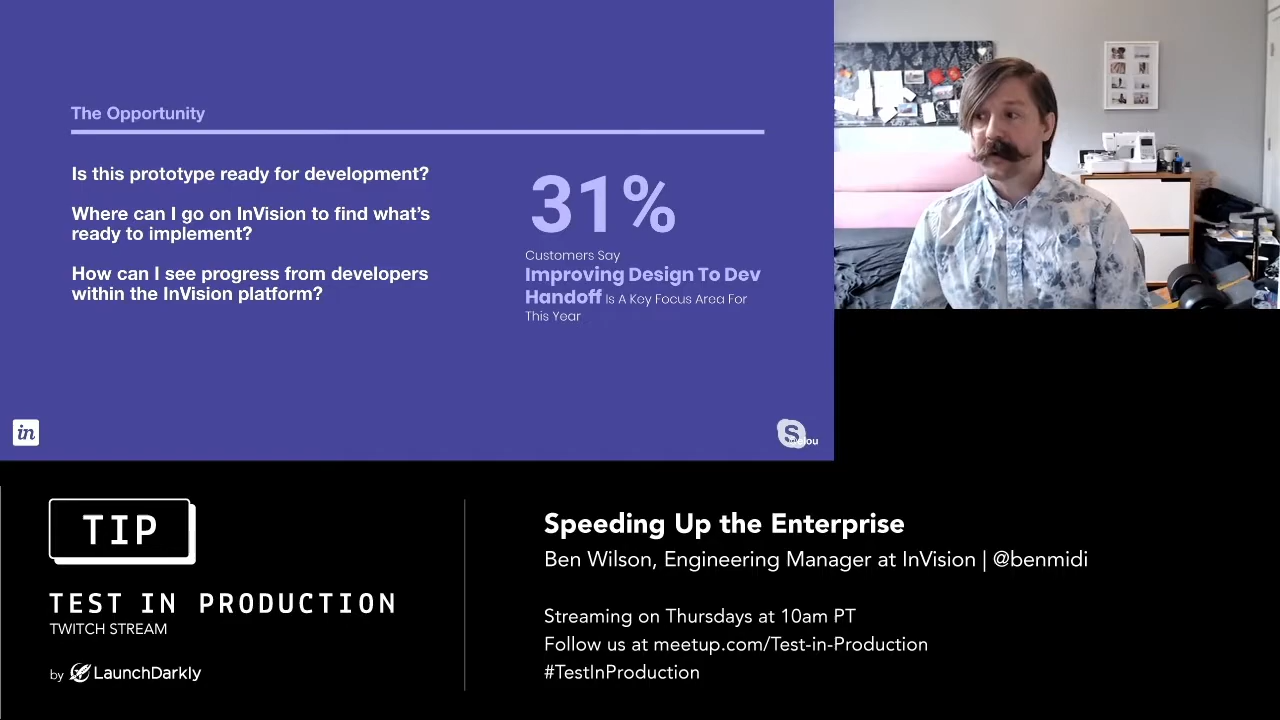 The Opportunity
Is this prototype ready for development?
Where can I go on InVision to find what's
ready to implement?
How can I see progress from developers
within the InVision platform?
31%
Customers Say
Improving Design To Dev
Handoff Is A Key Focus Area For
This Year
in
S
TIP
TEST IN PRODUCTION
TWITCH STREAM
by LaunchDarkly
Speeding Up the Enterprise
Ben Wilson, Engineering Manager at InVision | @benmidi
Streaming on Thursdays at 10am PT
Follow us at meetup.com/Test-in-Production
#TestInProduction